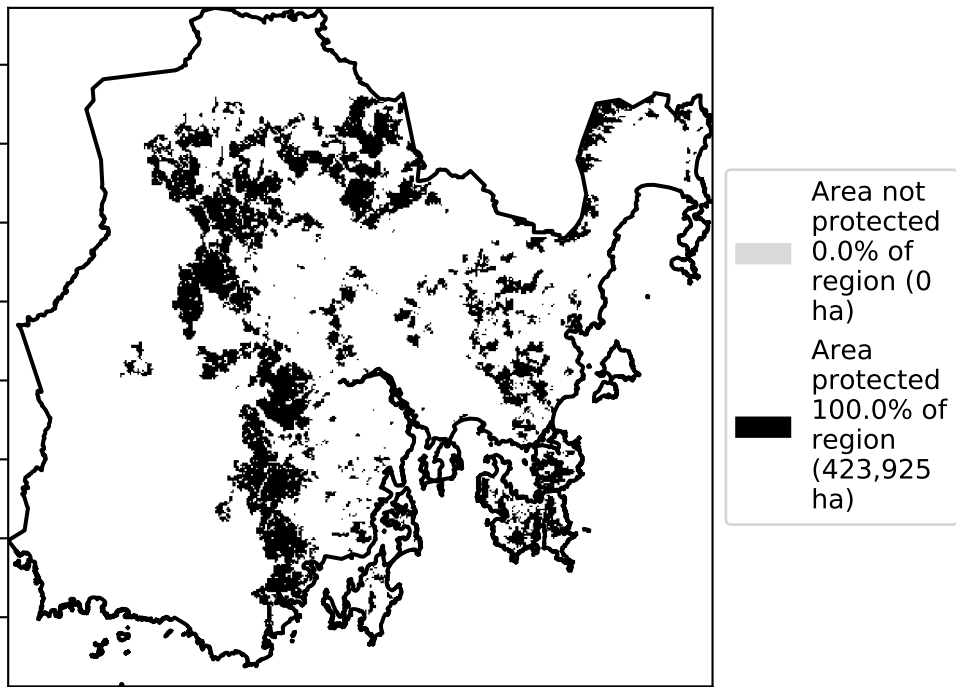 Area not
protected
0.0% of
region (0
ha)
Area
protected
100.0% of
region
(423,925
ha)